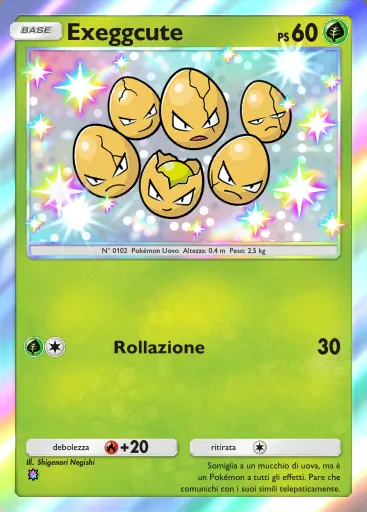 BASE Exeggcute PS 60
N° 0102 Pokémon Uovo Altezza: 0,4 m Peso: 2,5 kg
Rollazione 30
debolezza +20 ritirata
Ill. Shigenori Negishi
Somiglia a un mucchio di uova, ma è
un Pokémon a tutti gli effetti. Pare che
comunichi con i suoi simili telepaticamente.